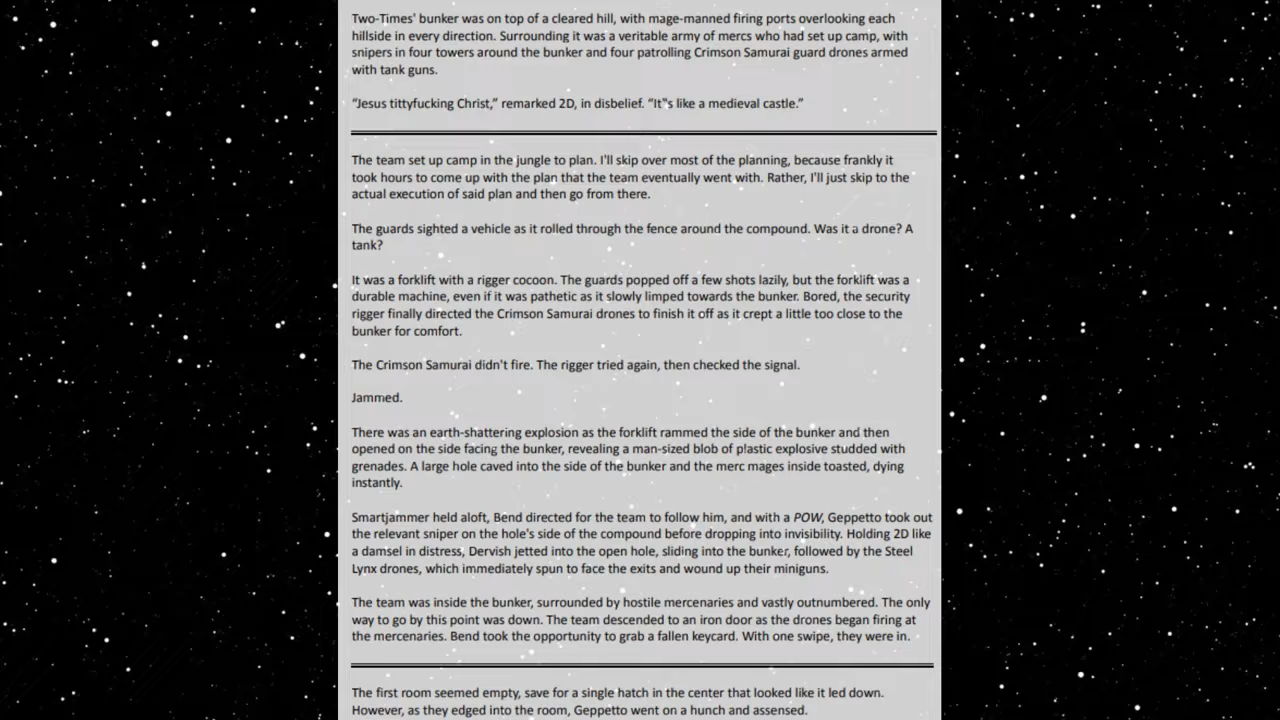 Two-Times' bunker was on top of a cleared hill, with mage-manned firing ports overlooking each
hillside in every direction. Surrounding it was a veritable army of mercs who had set up camp, with
snipers in four towers around the bunker and four patrolling Crimson Samurai guard drones armed
with tank guns.
“Jesus tittyfucking Christ,” remarked 2D, in disbelief. “It‟s like a medieval castle.”
The team set up camp in the jungle to plan. I'll skip over most of the planning, because frankly it
took hours to come up with the plan that the team eventually went with. Rather, I'll just skip to the
actual execution of said plan and then go from there.
The guards sighted a vehicle as it rolled through the fence around the compound. Was it a drone? A
tank?
It was a forklift with a rigger cocoon. The guards popped off a few shots lazily, but the forklift was a
durable machine, even if it was pathetic as it slowly limped towards the bunker. Bored, the security
rigger finally directed the Crimson Samurai drones to finish it off as it crept a little too close to the
bunker for comfort.
The Crimson Samurai didn't fire. The rigger tried again, then checked the signal.
Jammed.
There was an earth-shattering explosion as the forklift rammed the side of the bunker and then
opened on the side facing the bunker, revealing a man-sized blob of plastic explosive studded with
grenades. A large hole caved into the side of the bunker and the merc mages inside toasted, dying
instantly.
Smartjammer held aloft, Bend directed for the team to follow him, and with a POW, Geppetto took out
the relevant sniper on the hole's side of the compound before dropping into invisibility. Holding 2D like
a damsel in distress, Dervish jetted into the open hole, sliding into the bunker, followed by the Steel
Lynx drones, which immediately spun to face the exits and wound up their miniguns.
The team was inside the bunker, surrounded by hostile mercenaries and vastly outnumbered. The only
way to go by this point was down. The team descended to an iron door as the drones began firing at
the mercenaries. Bend took the opportunity to grab a fallen keycard. With one swipe, they were in.
The first room seemed empty, save for a single hatch in the center that looked like it led down.
However, as they edged into the room, Geppetto went on a hunch and assensed.